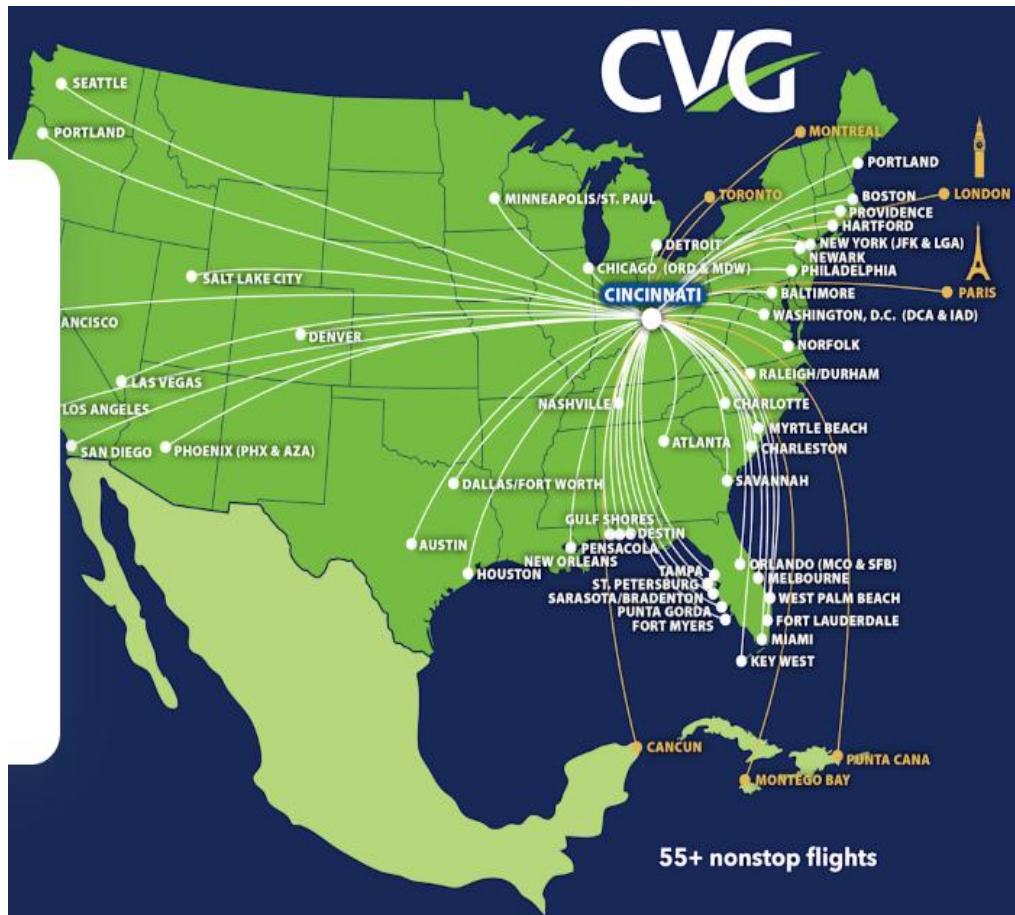 CVG
SEATTLE
PORTLAND
MONTREAL
PORTLAND
MINNEAPOLIS/ST. PAUL
TORONTO
BOSTON
LONDON
PROVIDENCE
HARTFORD
DETROIT
NEW YORK (JFK & LGA)
NEWARK
CHICAGO (ORD & MDW)
PHILADELPHIA
SALT LAKE CITY
CINCINNATI
BALTIMORE
PARIS
WASHINGTON, D.C. (DCA & IAD)
ANCISCO
DENVER
NORFOLK
RALEIGH/DURHAM
LAS VEGAS
NASHVILLE
CHARLOTTE
LOS ANGELES
MYRTLE BEACH
ATLANTA
CHARLESTON
SAN DIEGO
PHOENIX (PHX & AZA)
DALLAS/FORT WORTH
SAVANNAH
GULF SHORES
DESTIN
AUSTIN
PENSACOLA
NEW ORLEANS
HOUSTON
ORLANDO (MCO & SFB)
TAMPA
MELBOURNE
ST. PETERSBURG
SARASOTA/BRADENTON
WEST PALM BEACH
PUNTA GORDA
FORT MYERS
FORT LAUDERDALE
MIAMI
KEY WEST
CANCUN
PUNTA CANA
MONTEGO BAY
55+ nonstop flights